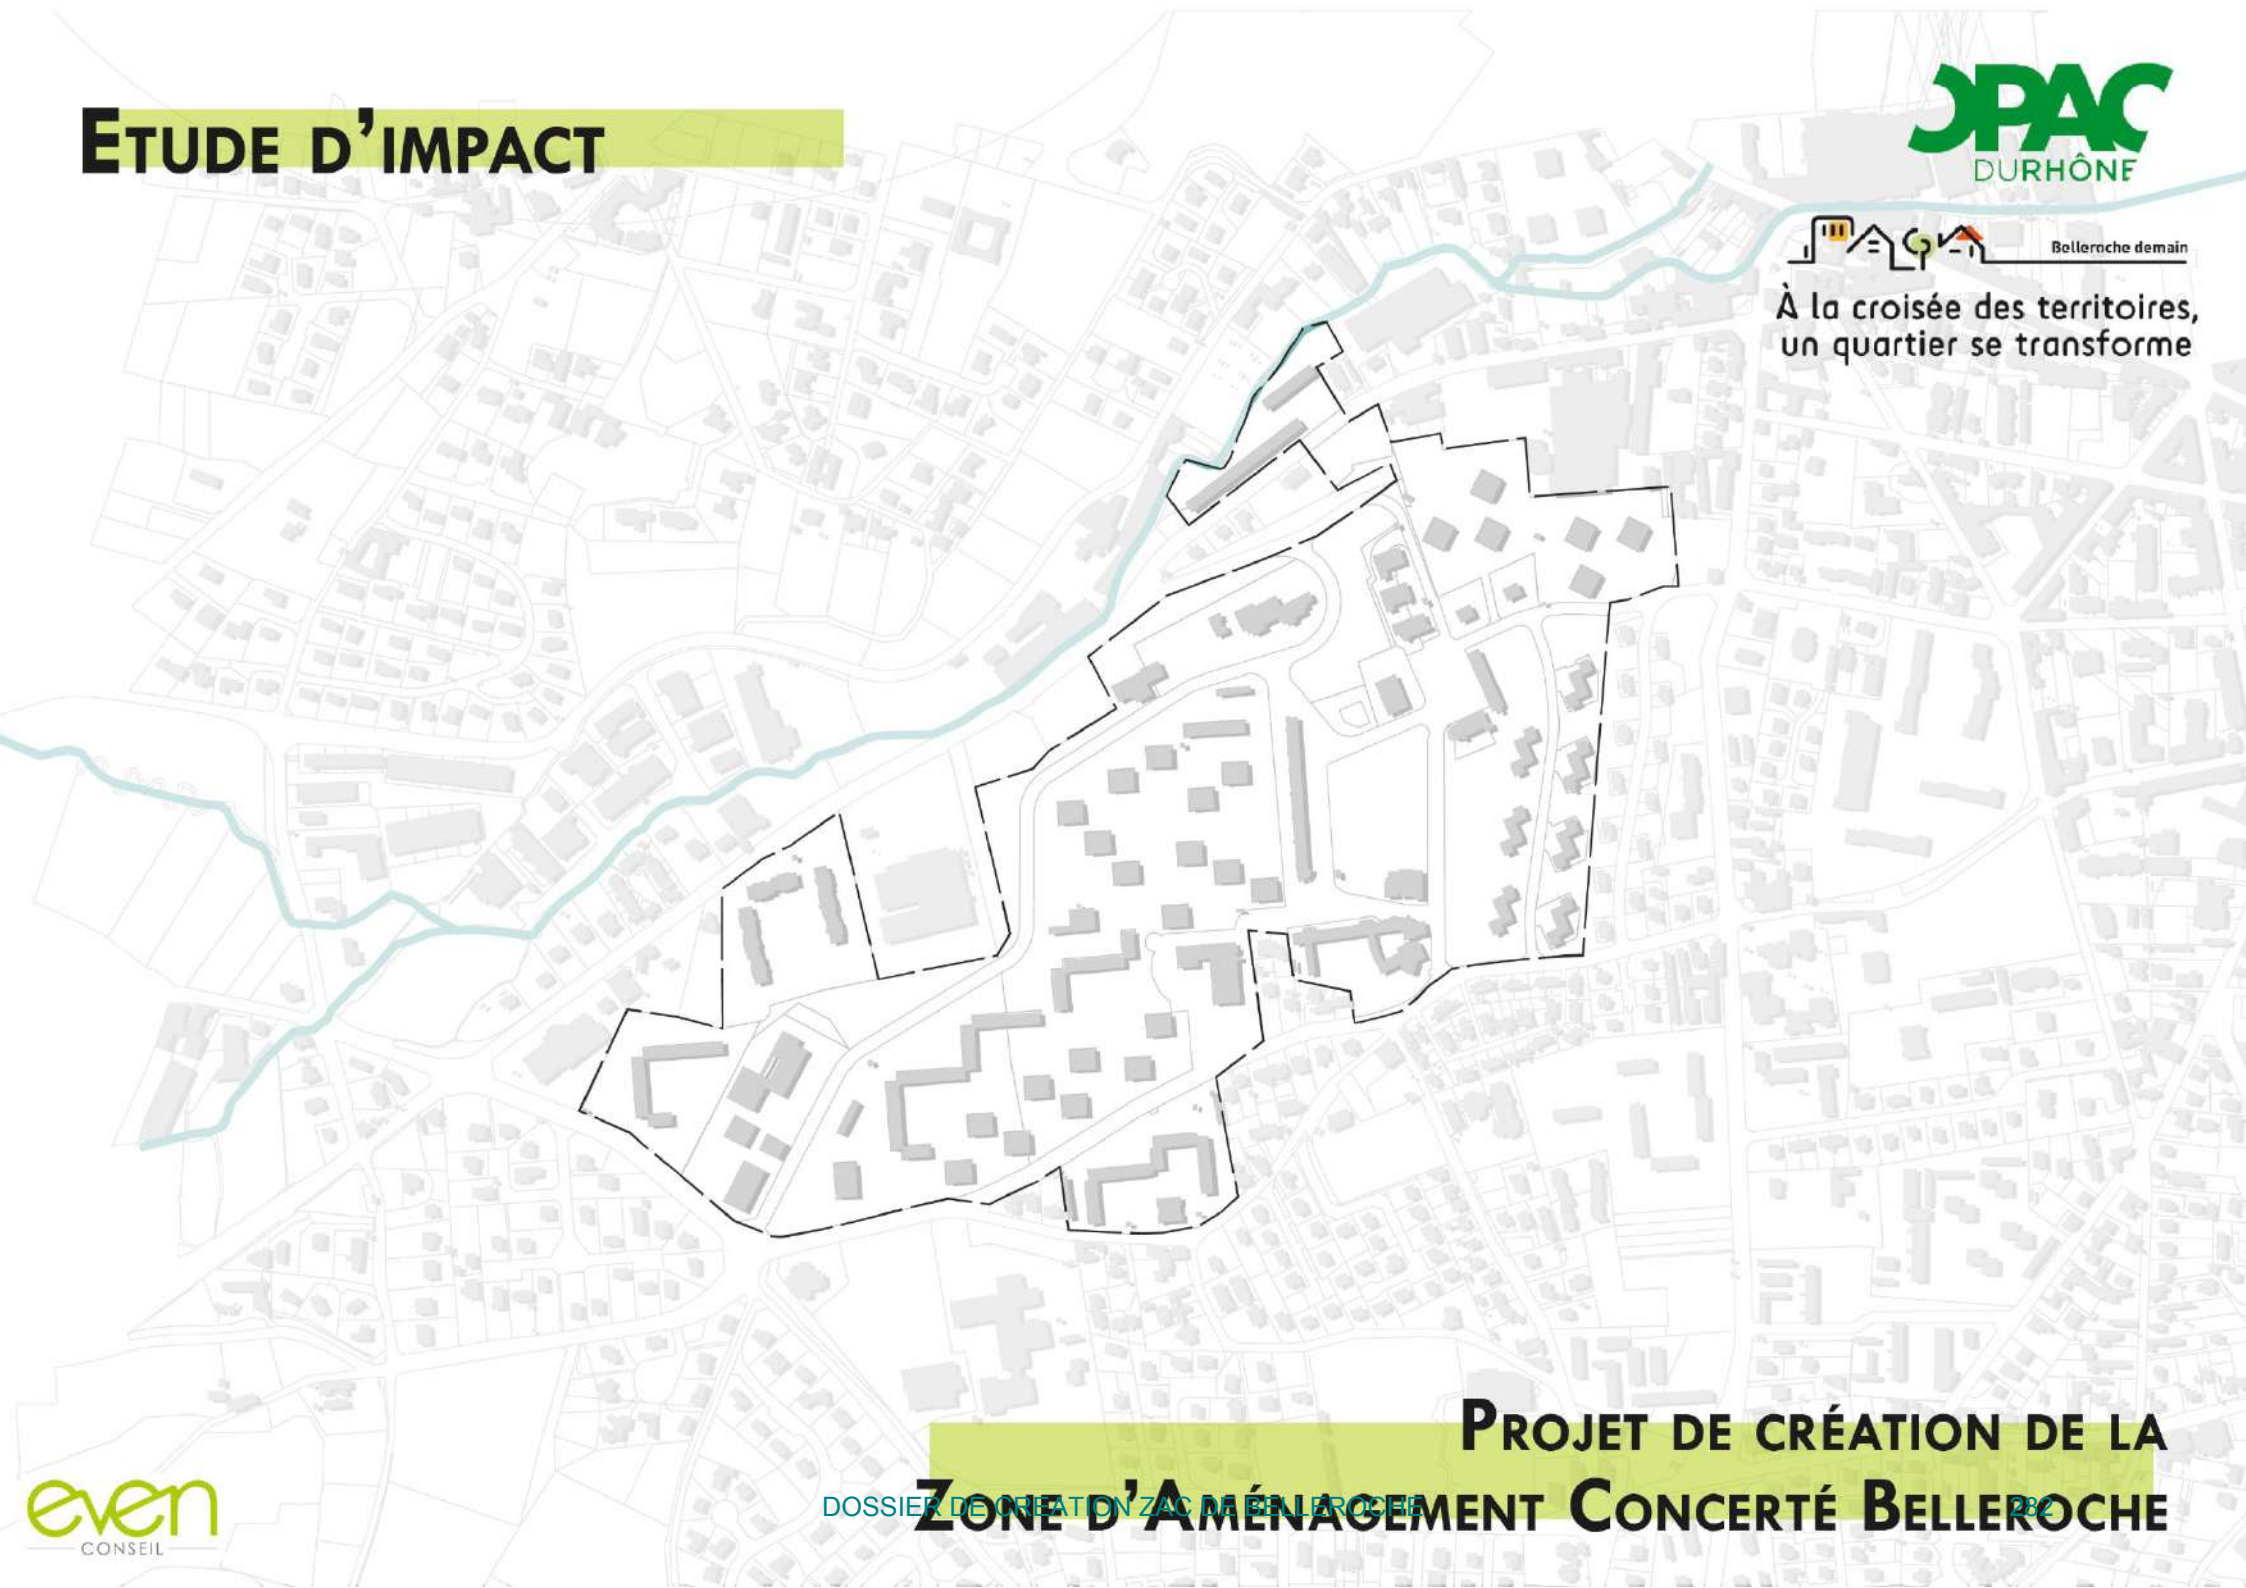 ETUDE D'IMPACT
OPAC
DURHÔNE
Belleroche demain
À la croisée des territoires,
un quartier se transforme
PROJET DE CRÉATION DE LA
ZONE D'AMÉNAGEMENT CONCERTÉ BELLEROCHE
DOSSIER DE CREATION ZAC DE BELLEROCHE
282
even
CONSEIL